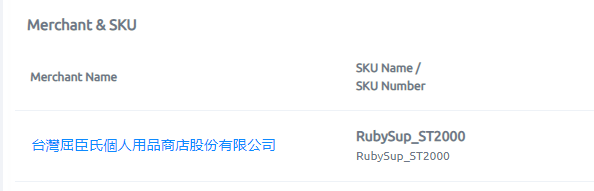 Merchant & SKU
Merchant Name
SKU Name /
SKU Number
台灣屈臣氏個人用品商店股份有限公司
RubySup_ST2000
RubySup_ST2000